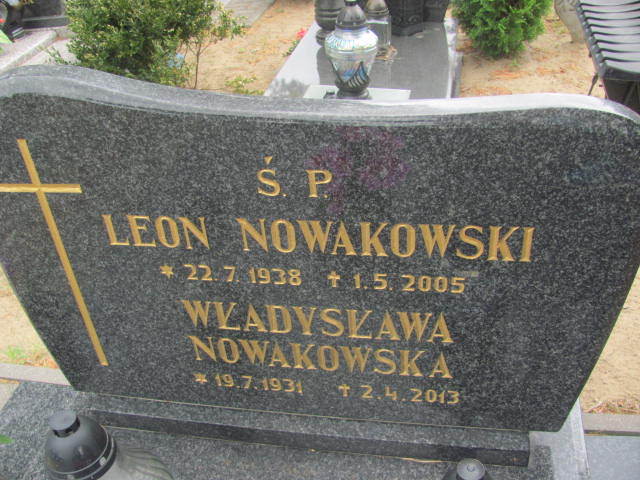 Ś. P.
LEON NOWAKOWSKI
* 22.7.1938 ✝ 1.5.2005
WŁADYSŁAWA
NOWAKOWSKA
* 19.7.1931 ✝ 2.4.2013